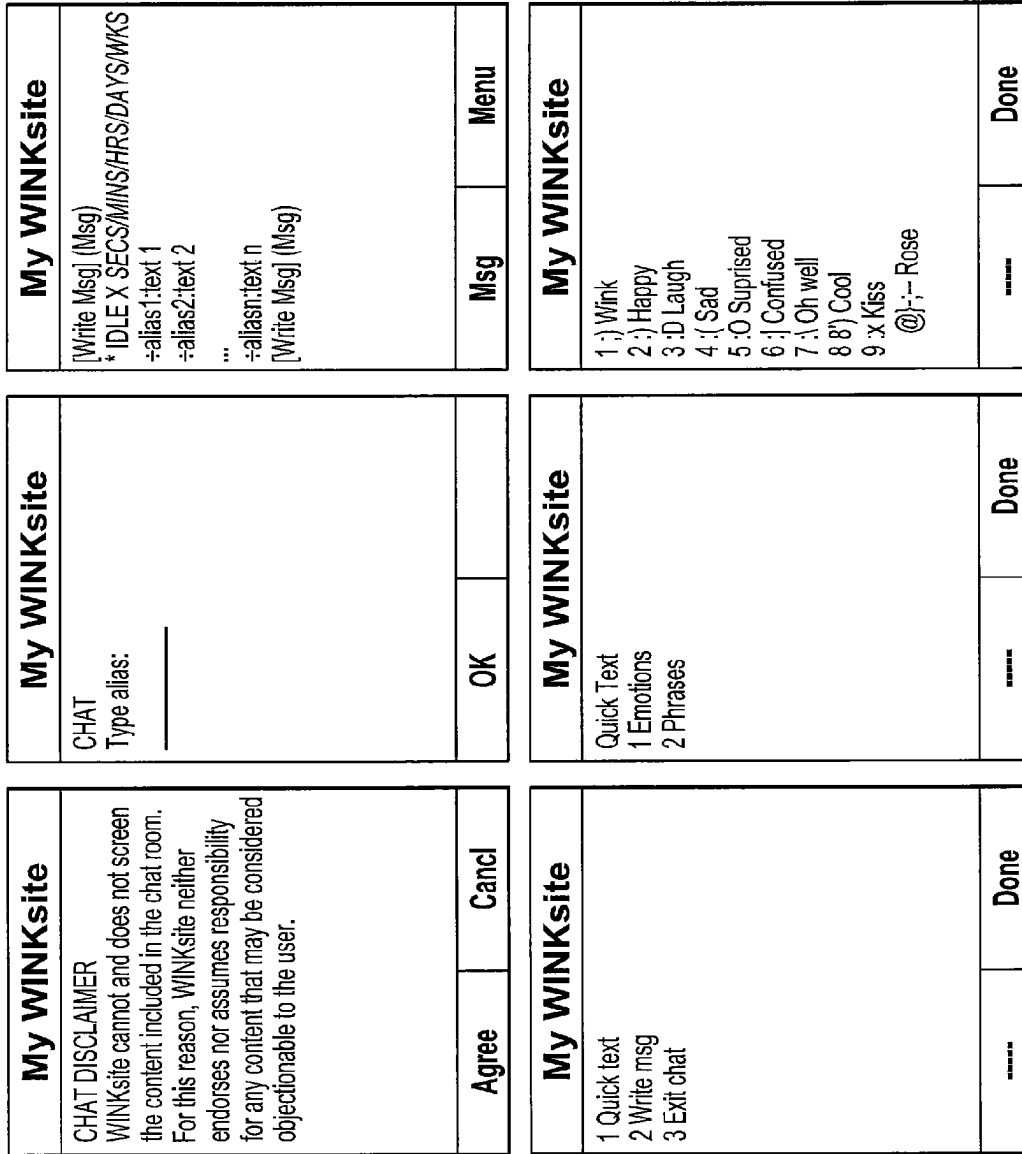 My WINKsite
CHAT DISCLAIMER
WINKsite cannot and does not screen
the content included in the chat room.
For this reason, WINKsite neither
endorses nor assumes responsibility
for any content that may be considered
objectionable to the user.
Agree Cancl
My WINKsite
CHAT
Type alias:
OK
My WINKsite
[Write Msg] (Msg)
* IDLE X SECS/MINS/HRS/DAYS/WKS
÷alias1:text 1
÷alias2:text 2
...
÷aliasn:text n
[Write Msg] (Msg)
Msg Menu
My WINKsite
1 Quick text
2 Write msg
3 Exit chat
----- Done
My WINKsite
Quick Text
1 Emotions
2 Phrases
----- Done
My WINKsite
1 ;) Wink
2 :) Happy
3 :D Laugh
4 :( Sad
5 :O Suprised
6 :] Confused
7 :\ Oh well
8 8') Cool
9 :x Kiss
@}-;-- Rose
----- Done